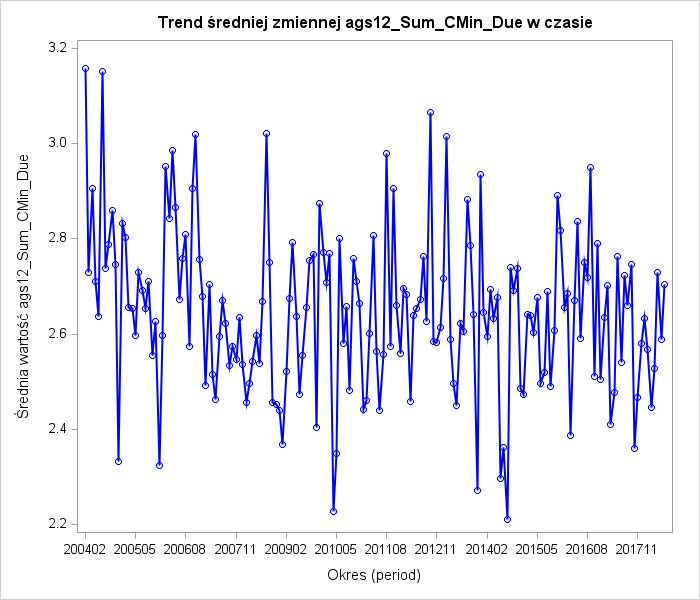 Trend średniej zmiennej ags12_Sum_CMin_Due w czasie
Średnia wartość ags12_Sum_CMin_Due
3.2
3.0
2.8
2.6
2.4
2.2
200402 200505 200608 200711 200902 201005 201108 201211 201402 201505 201608 201711
Okres (period)